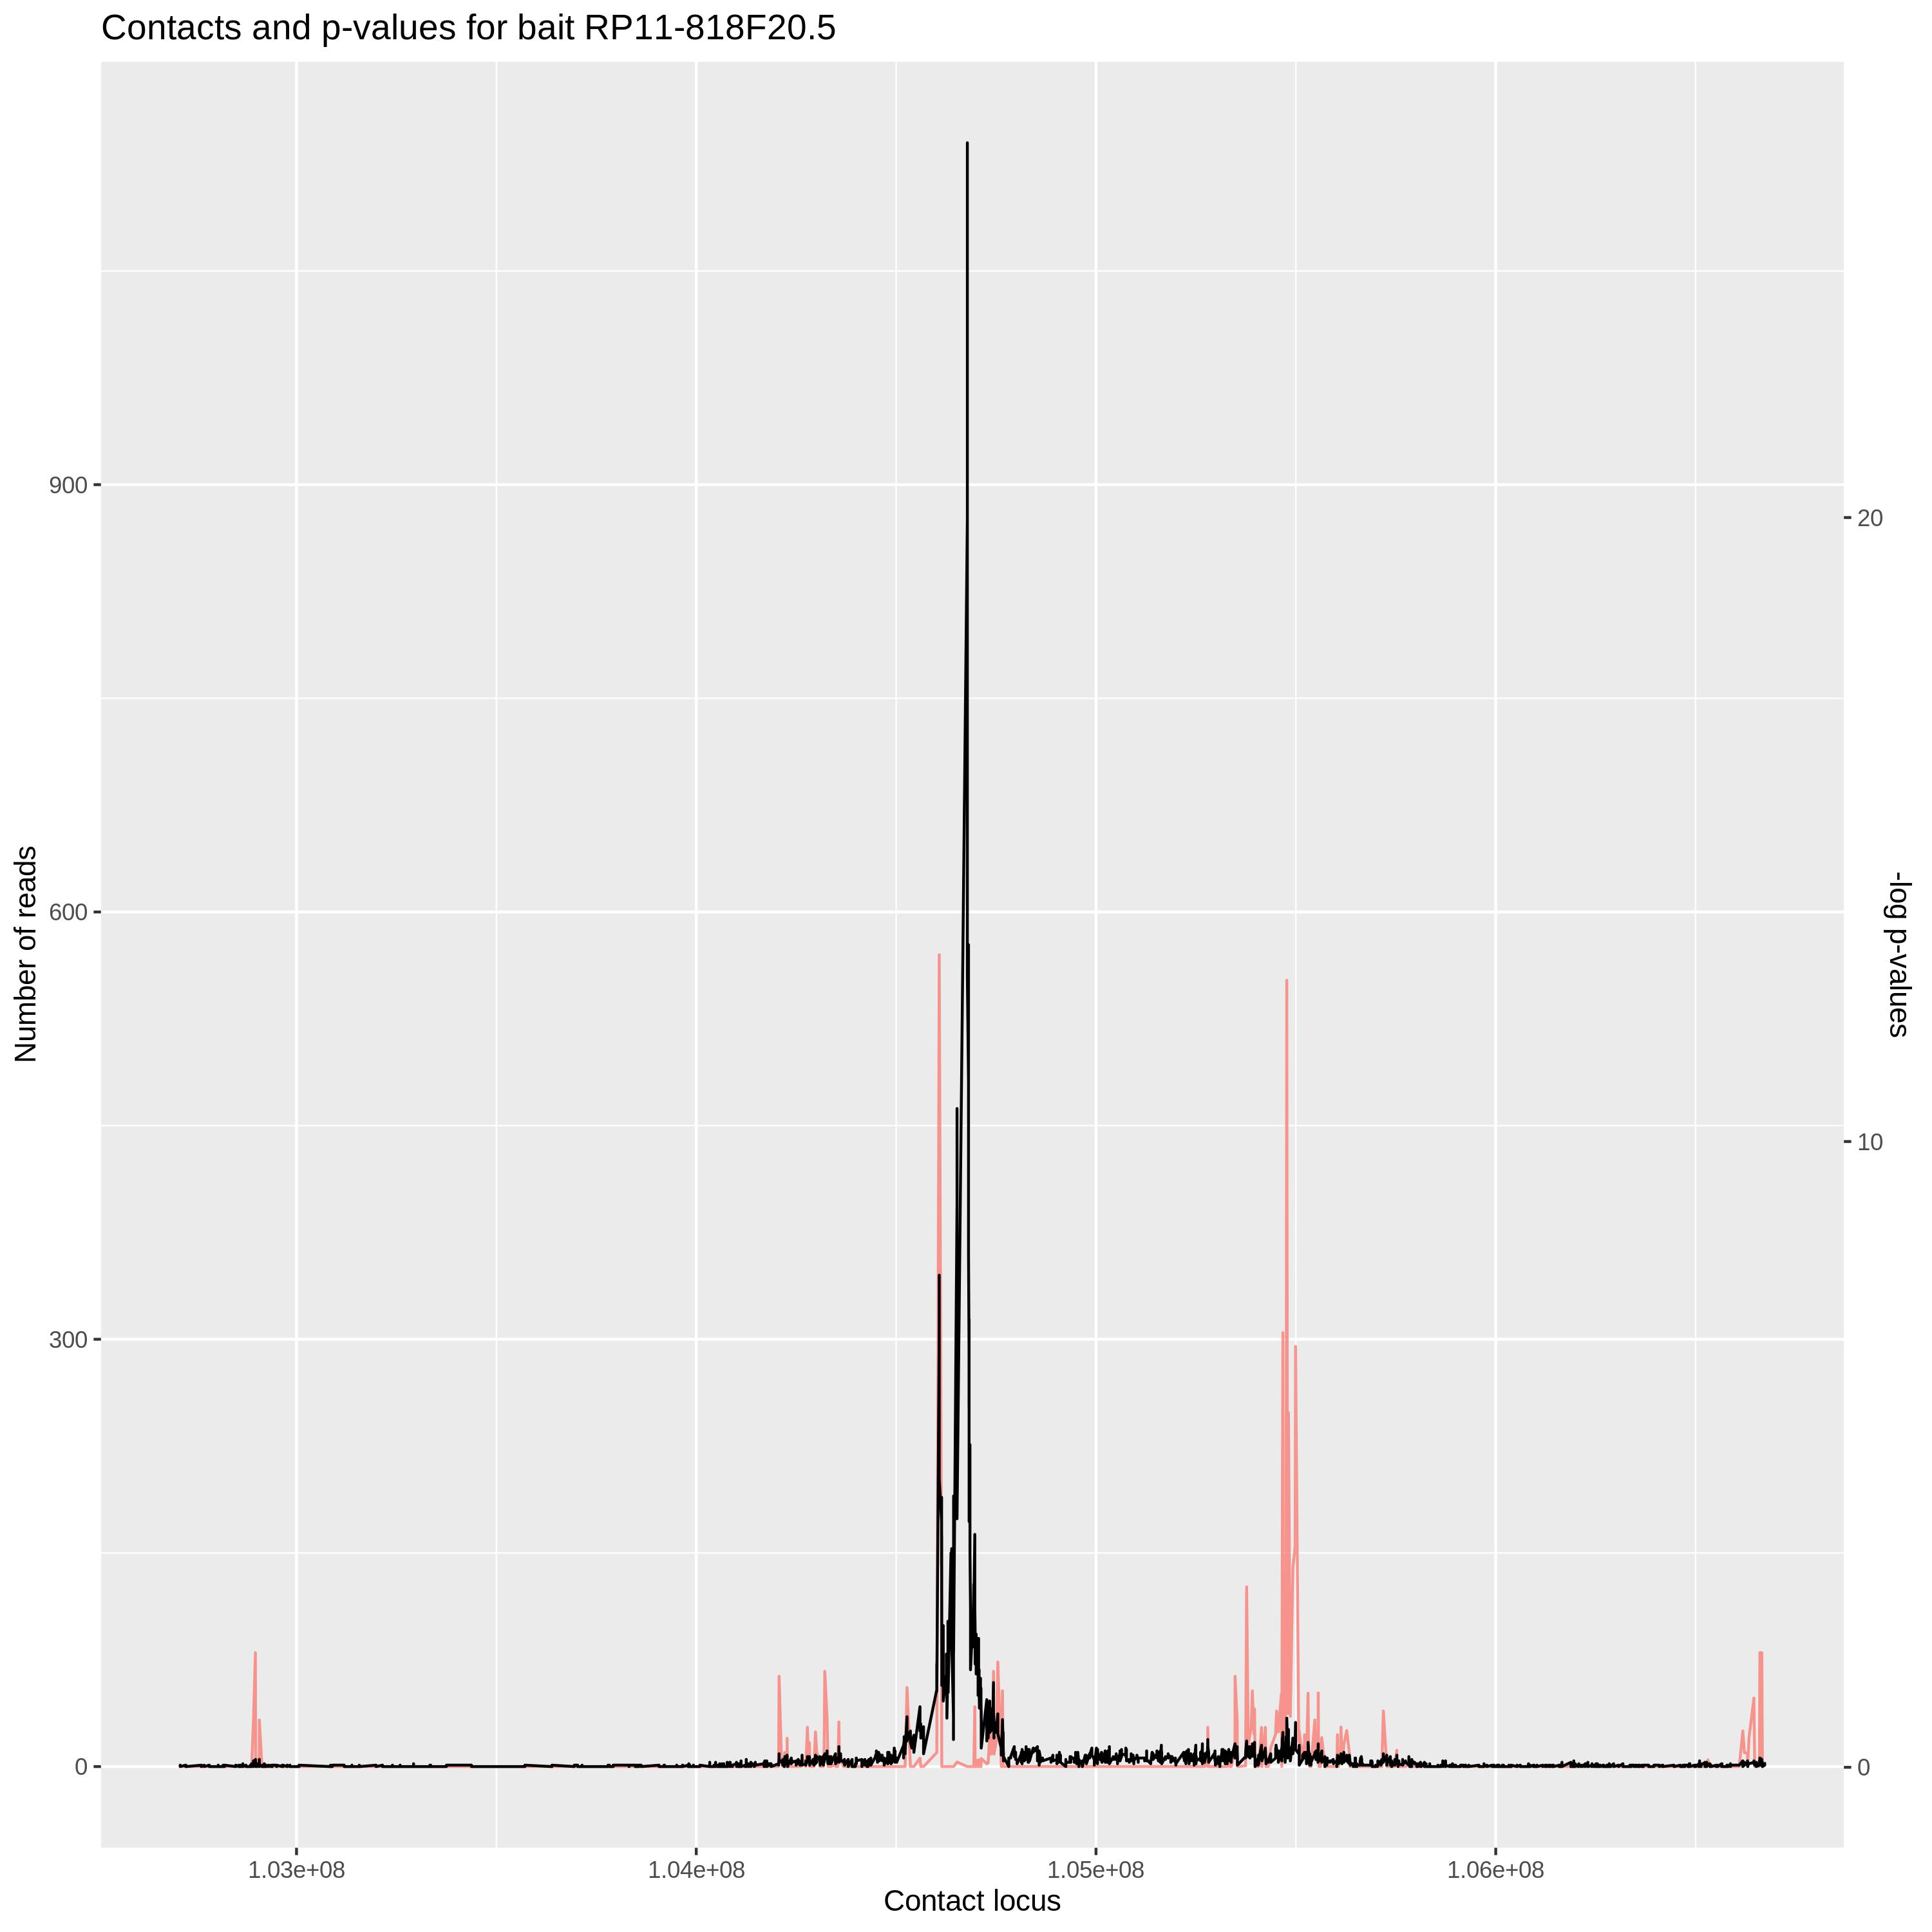 Contacts and p-values for bait RP11-818F20.5
Number of reads
900
600
300
0
20
10
0
-log p-values
1.03e+08
1.04e+08
1.05e+08
1.06e+08
Contact locus